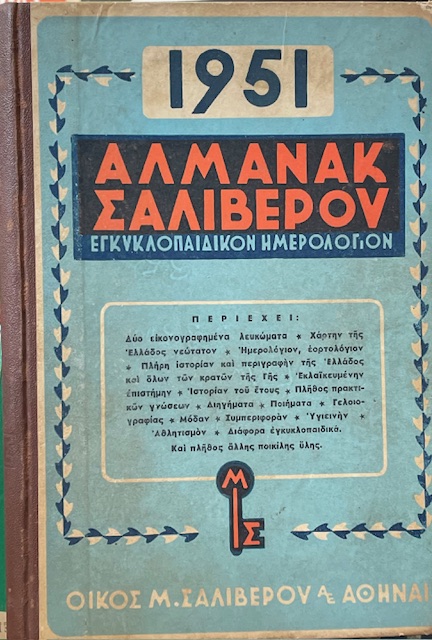 1951
ΑΛΜΑΝΑΚ
ΣΑΛΙΒΕΡΟΥ
ΕΓΚΥΚΛΟΠΑΙΔΙΚΟΝ ΗΜΕΡΟΛΟΓΙΟΝ
ΠΕΡΙΕΧΕΙ:
Δύο εἰκονογραφημένα λευκώματα * Χάρτην τῆς
Ἑλλάδος νεώτατον * Ἡμερολόγιον, ἑορτολόγιον
* Πλήρη ἱστορίαν καὶ περιγραφὴν τῆς Ἑλλάδος
καὶ ὅλων τῶν κρατῶν τῆς Γῆς * Ἐκλαϊκευμένην
ἐπιστήμην * Ἱστορίαν τοῦ ἔτους * Πλῆθος πρακτι-
κῶν γνώσεων * Διηγήματα * Ποιήματα * Γελοιο-
γραφίας * Μόδαν * Συμπεριφορὰν * Ὑγιεινὴν *
Ἀθλητισμὸν * Διάφορα ἐγκυκλοπαιδικά.
Καὶ πλῆθος ἄλλης ποικίλης ὕλης.
Μ
Σ
ΟΙΚΟΣ Μ. ΣΑΛΙΒΕΡΟΥ ΑΕ ΑΘΗΝΑΙ